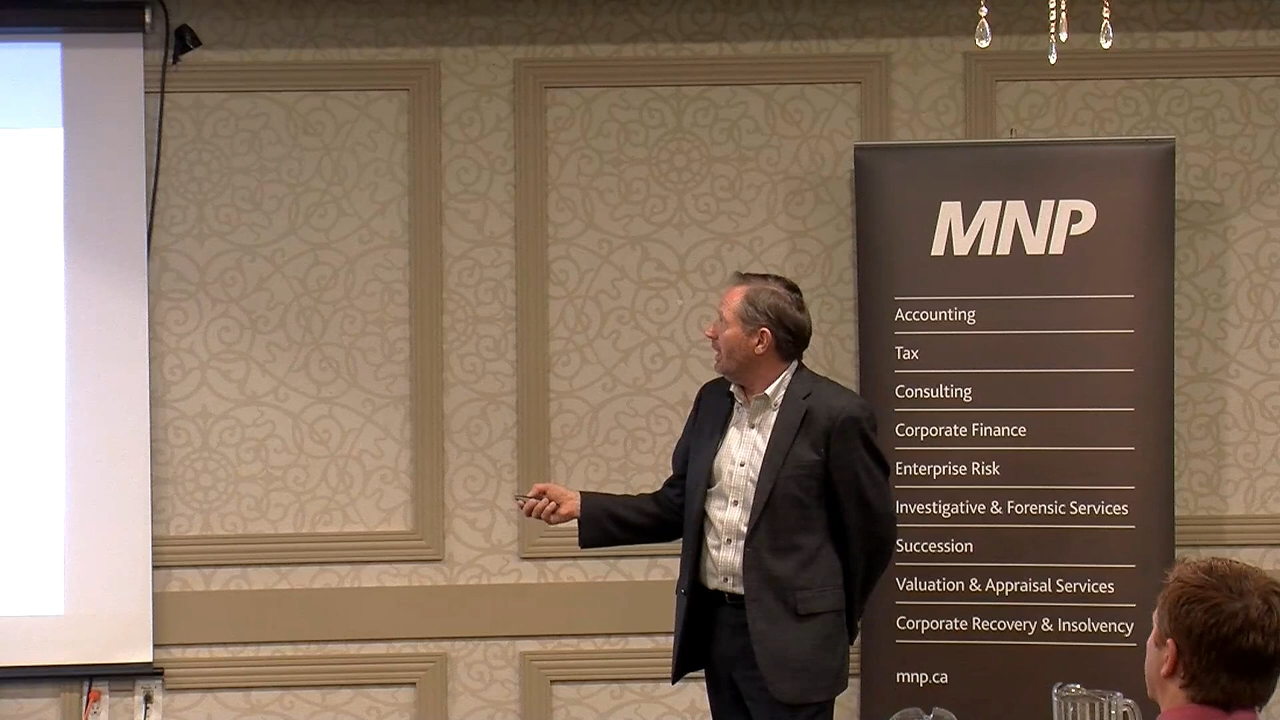 MNP
Accounting
Tax
Consulting
Corporate Finance
Enterprise Risk
Investigative & Forensic Services
Succession
Valuation & Appraisal Services
Corporate Recovery & Insolvency
mnp.ca